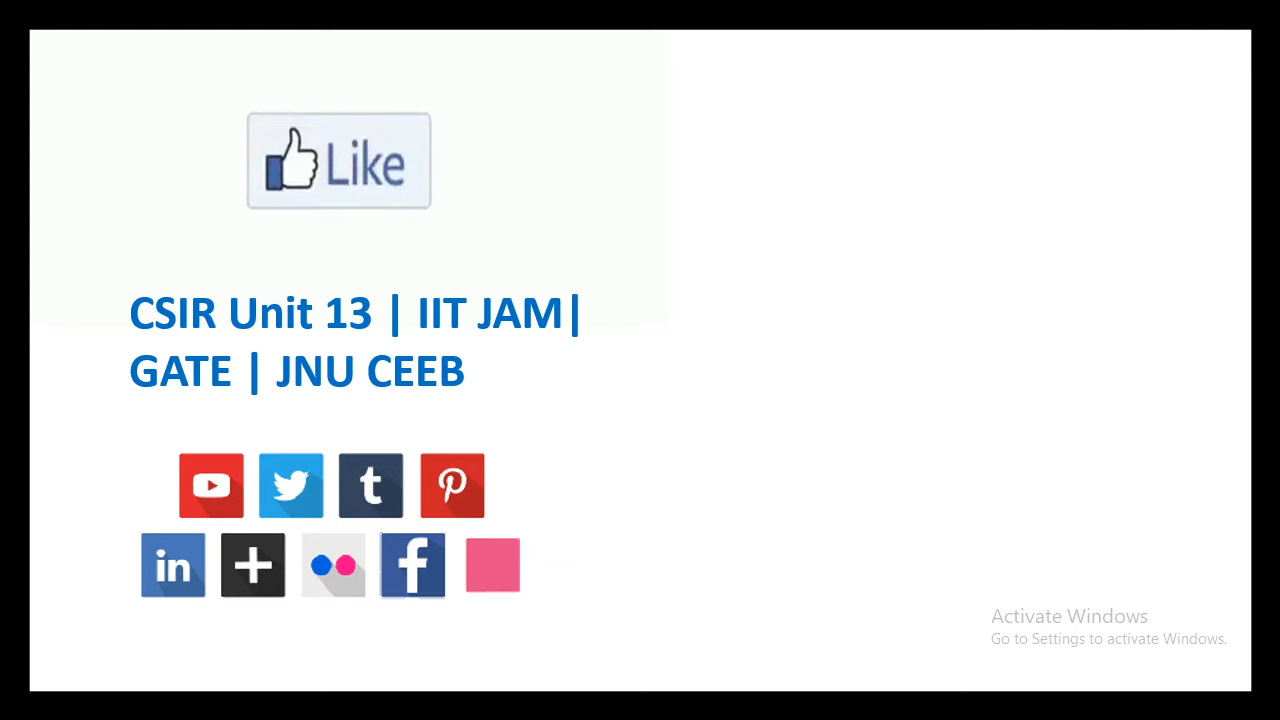 Like
CSIR Unit 13 | IIT JAM|
GATE | JNU CEEB
t
in
f
Activate Windows
Go to Settings to activate Windows.